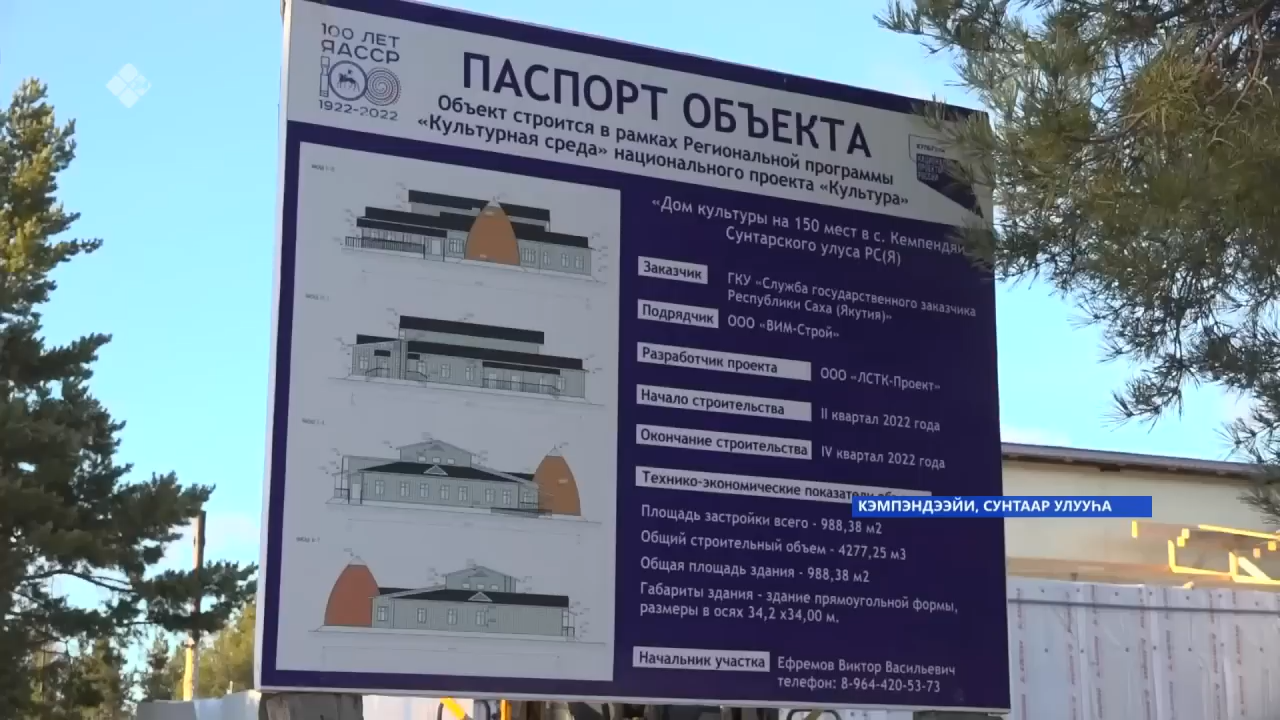 100 ЛЕТ
ЯАССР
100
1922-2022
ПАСПОРТ ОБЪЕКТА
Объект строится в рамках Региональной программы
«Культурная среда» национального проекта «Культура»
«Дом культуры на 150 мест в с. Кемпендяй
Сунтарского улуса РС(Я)
Заказчик
ГКУ «Служба государственного заказчика
Республики Саха (Якутия)»
Подрядчик
ООО «ВИМ-Строй»
Разработчик проекта
ООО «ЛСТК-Проект»
Начало строительства
II квартал 2022 года
Окончание строительства
IV квартал 2022 года
Технико-экономические показатели
КЭМПЭНДЭЭЙИ, СУНТААР УЛУУҺА
Площадь застройки всего - 988,38 м2
Общий строительный объем - 4277,25 м3
Общая площадь здания - 988,38 м2
Габариты здания - здание прямоугольной формы,
размеры в осях 34,2 х34,00 м.
Начальник участка
Ефремов Виктор Васильевич
телефон: 8-964-420-53-73